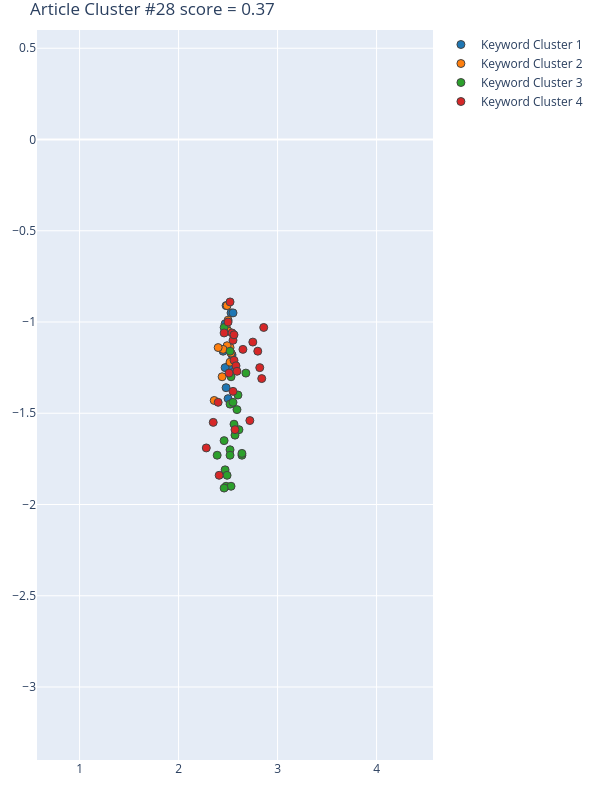 Article Cluster #28 score = 0.37
Keyword Cluster 1
Keyword Cluster 2
Keyword Cluster 3
Keyword Cluster 4
0.5
0
−0.5
−1
−1.5
−2
−2.5
−3
1 2 3 4